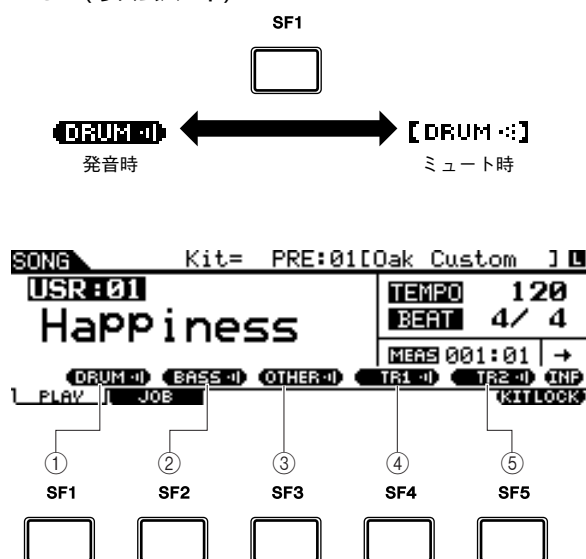 SF1
DRUM
[DRUM]
発音時
ミュート時
SONG Kit= PRE:01[Oak Custom ] L
USR:01
TEMPO 120
Happiness
BEAT 4/ 4
MEAS 001:01 →
DRUM BASS OTHER TR1 TR2 INP
PLAY JOB KITLOCK
① ② ③ ④ ⑤
SF1 SF2 SF3 SF4 SF5